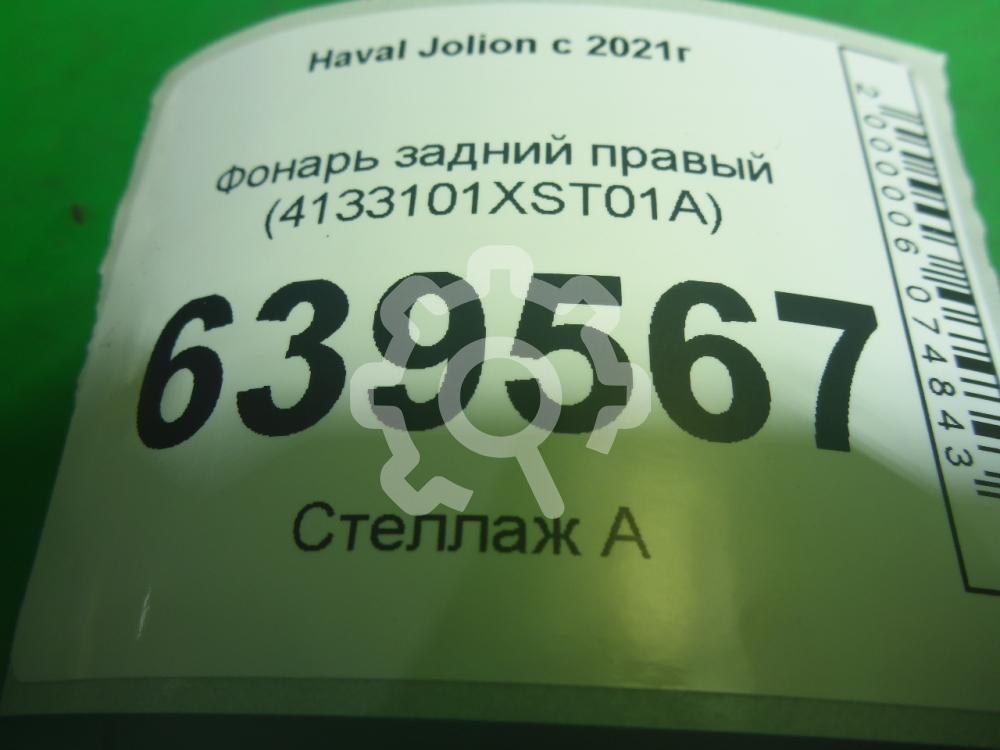 Haval Jolion с 2021г
Фонарь задний правый
(4133101XST01A)
639567
Стеллаж А
2000006074843